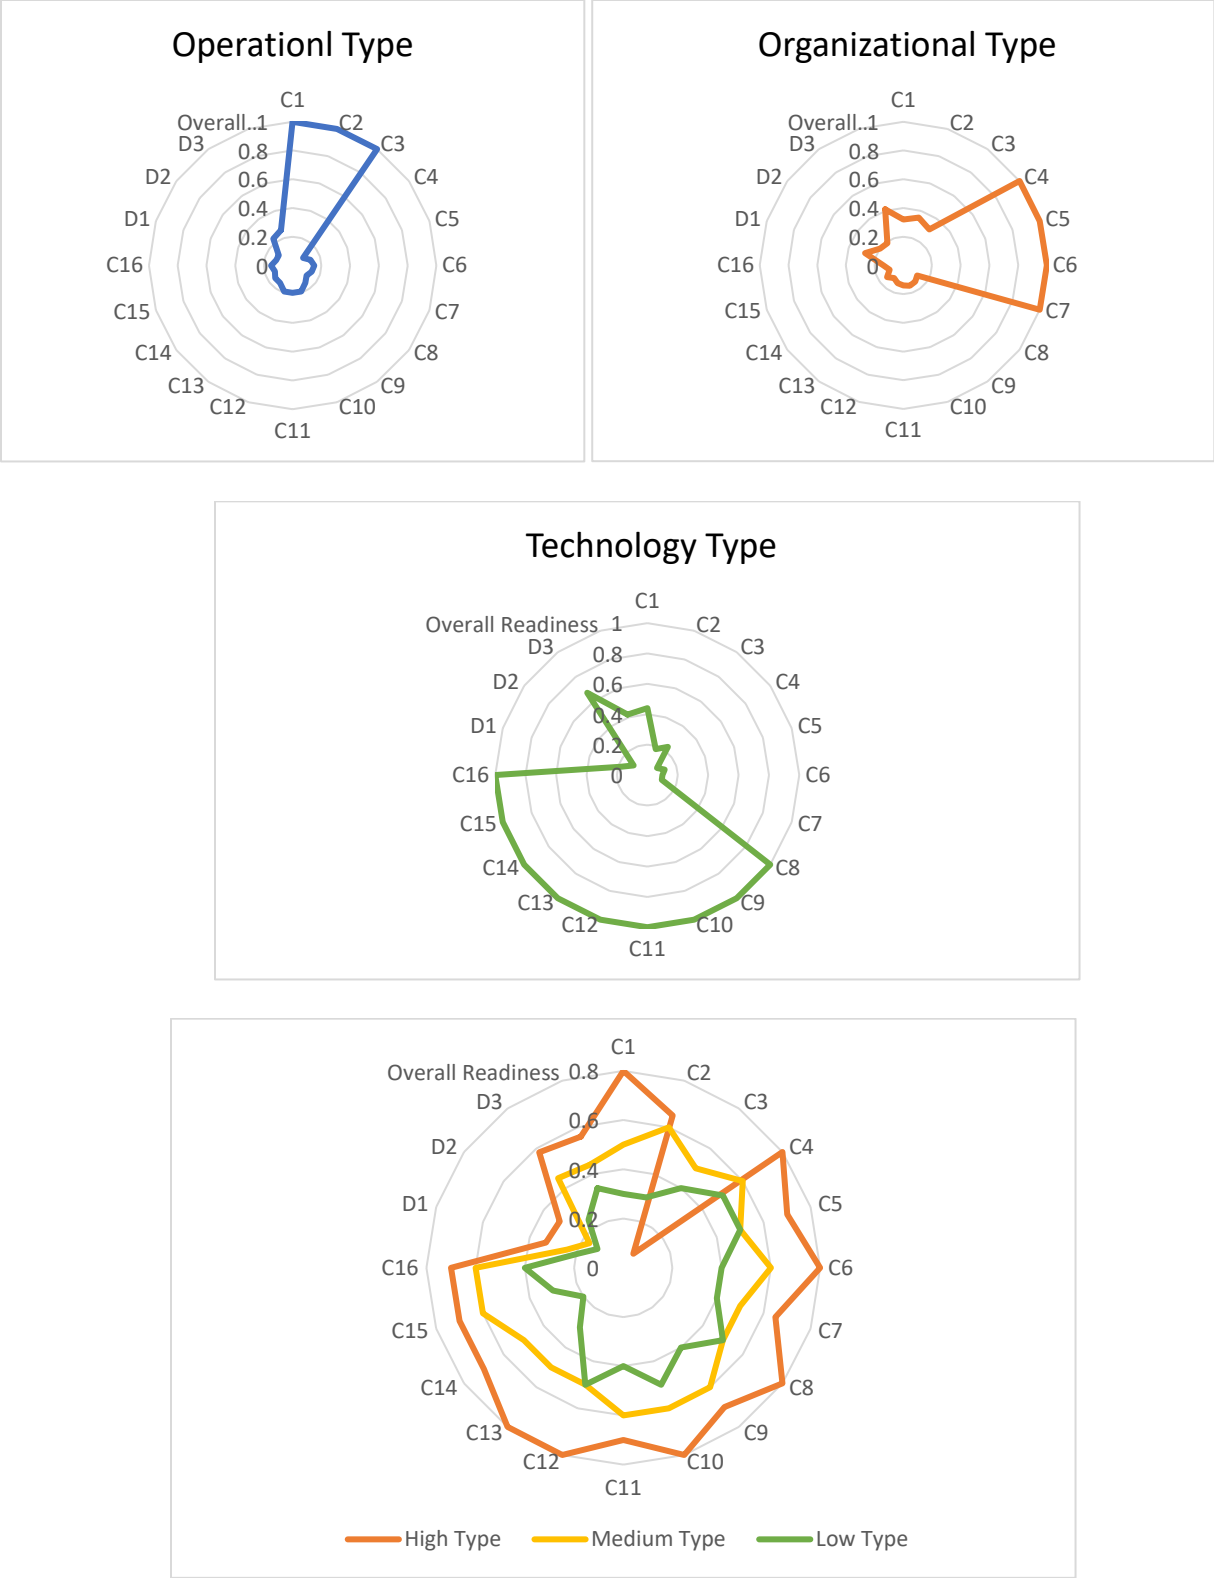 Operationl Type
C1
Overall… 1 C2
D3 0.8 C3
D2 0.6 C4
0.4
D1 0.2 C5
C16 0 C6
C15 C7
C14 C8
C13 C9
C12 C10
C11
Organizational Type
C1
Overall… 1 C2
D3 0.8 C3
D2 0.6 C4
0.4
D1 0.2 C5
C16 0 C6
C15 C7
C14 C8
C13 C9
C12 C10
C11
Technology Type
C1
Overall Readiness 1 C2
D3 0.8 C3
D2 0.6 C4
0.4
D1 0.2 C5
C16 0 C6
C15 C7
C14 C8
C13 C9
C12 C10
C11
C1
Overall Readiness 0.8 C2
D3 0.6 C3
D2 0.4 C4
D1 0.2 C5
C16 0 C6
C15 C7
C14 C8
C13 C9
C12 C10
C11
High Type Medium Type Low Type